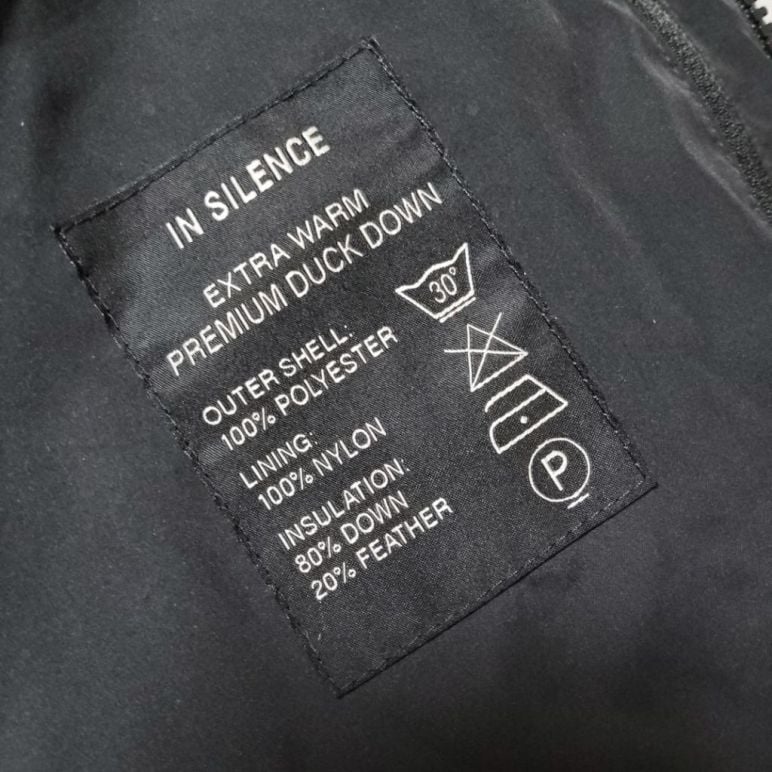 IN SILENCE
EXTRA WARM
PREMIUM DUCK DOWN
OUTER SHELL:
100% POLYESTER
LINING:
100% NYLON
INSULATION:
80% DOWN
20% FEATHER
30°
P